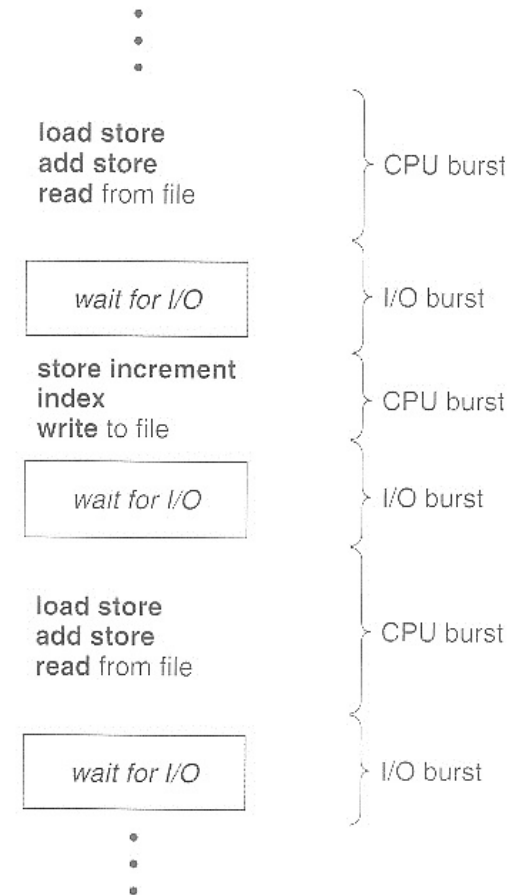 load store
add store
read from file
CPU burst
wait for I/O
I/O burst
store increment
index
write to file
CPU burst
wait for I/O
I/O burst
load store
add store
read from file
CPU burst
wait for I/O
I/O burst